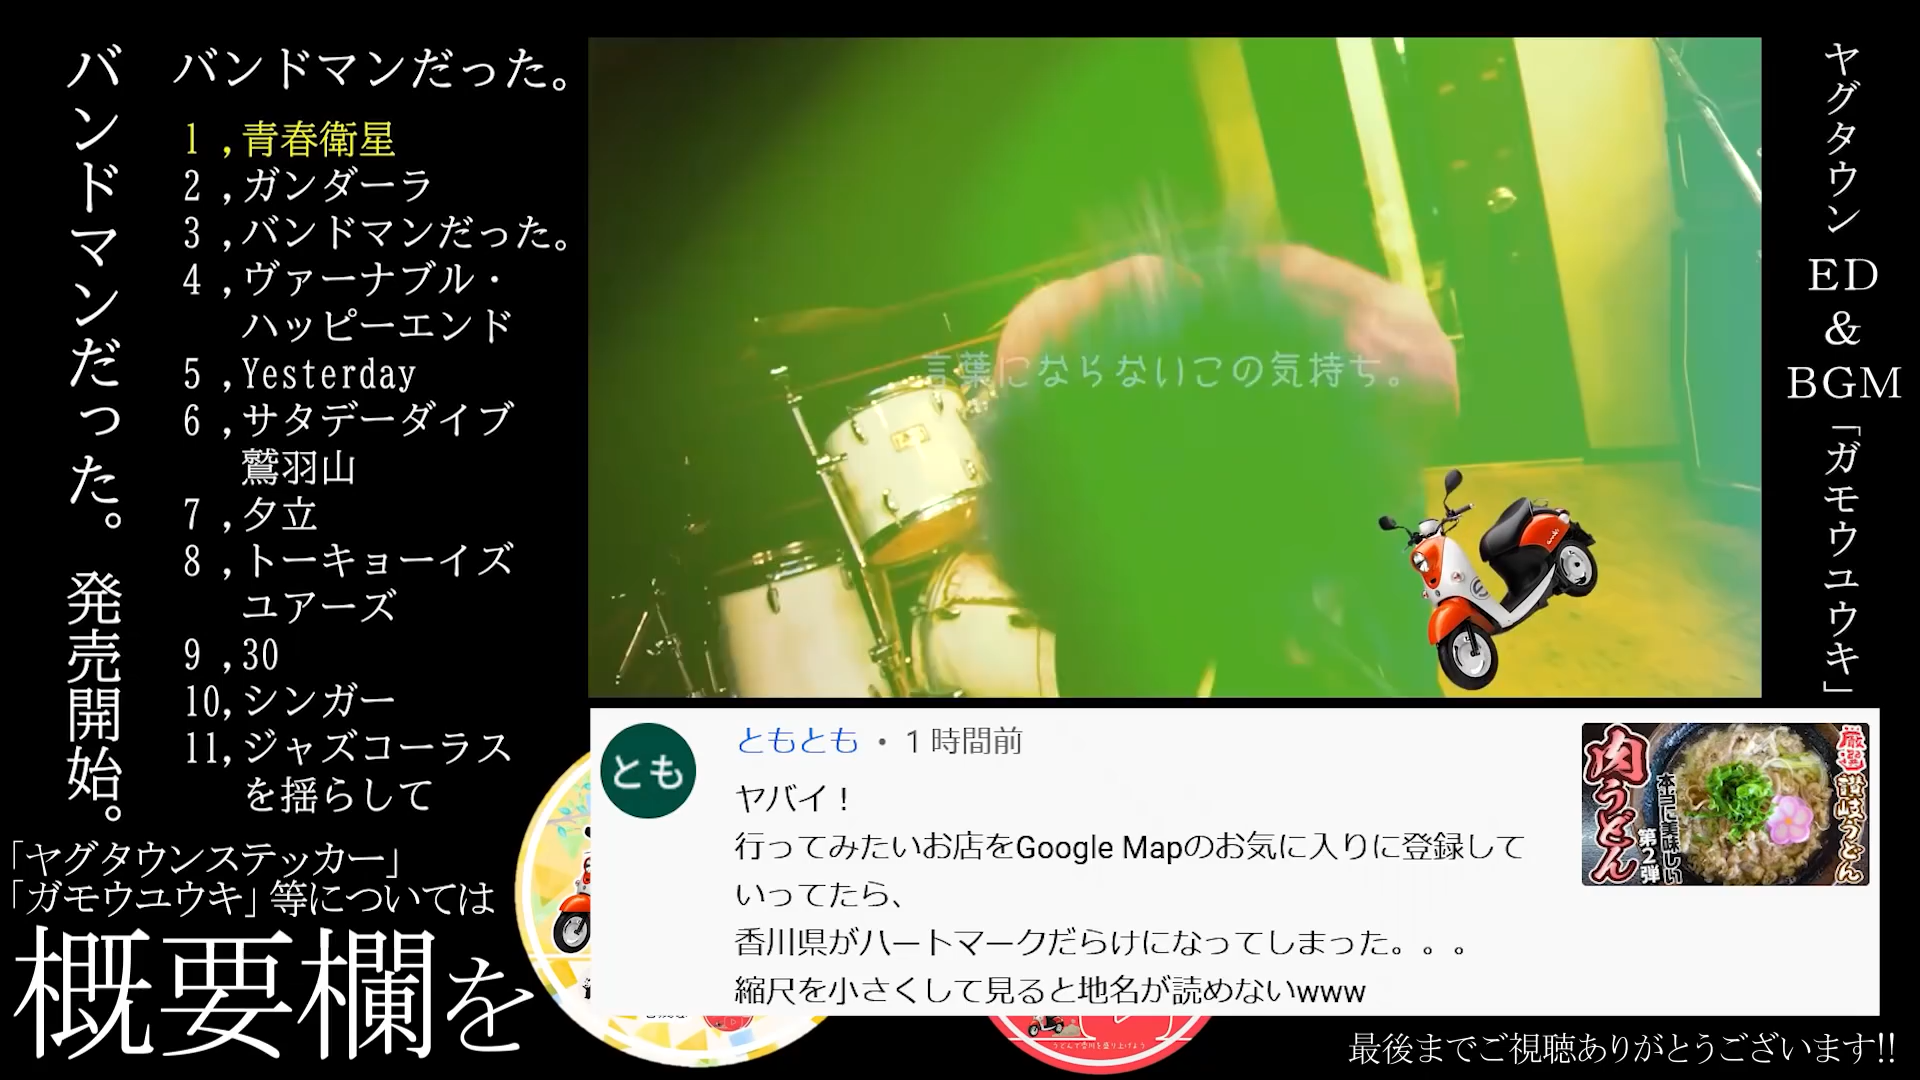 バンドマンだった。 発売開始。
バンドマンだった。
1 ,青春衛星
2 ,ガンダーラ
3 ,バンドマンだった。
4 ,ヴァーナブル・
ハッピーエンド
5 ,Yesterday
6 ,サタデーダイブ
鷲羽山
7 ,夕立
8 ,トーキョーイズ
ユアーズ
9 ,30
10,シンガー
11,ジャズコーラス
を揺らして
「ヤグタウンステッカー」
「ガモウユウキ」等については
概要欄を
言葉にならないこの気持ち。
ヤグタウン ED & BGM 「ガモウユウキ」
とも
ともとも・1 時間前
ヤバイ!
行ってみたいお店をGoogle Mapのお気に入りに登録して
いってたら、
香川県がハートマークだらけになってしまった。。。
縮尺を小さくして見ると地名が読めないwww
厳選 讃岐うどん
本当に美味しい
第2弾
肉うどん
うどんで香川を盛り上げよう
最後までご視聴ありがとうございます!!